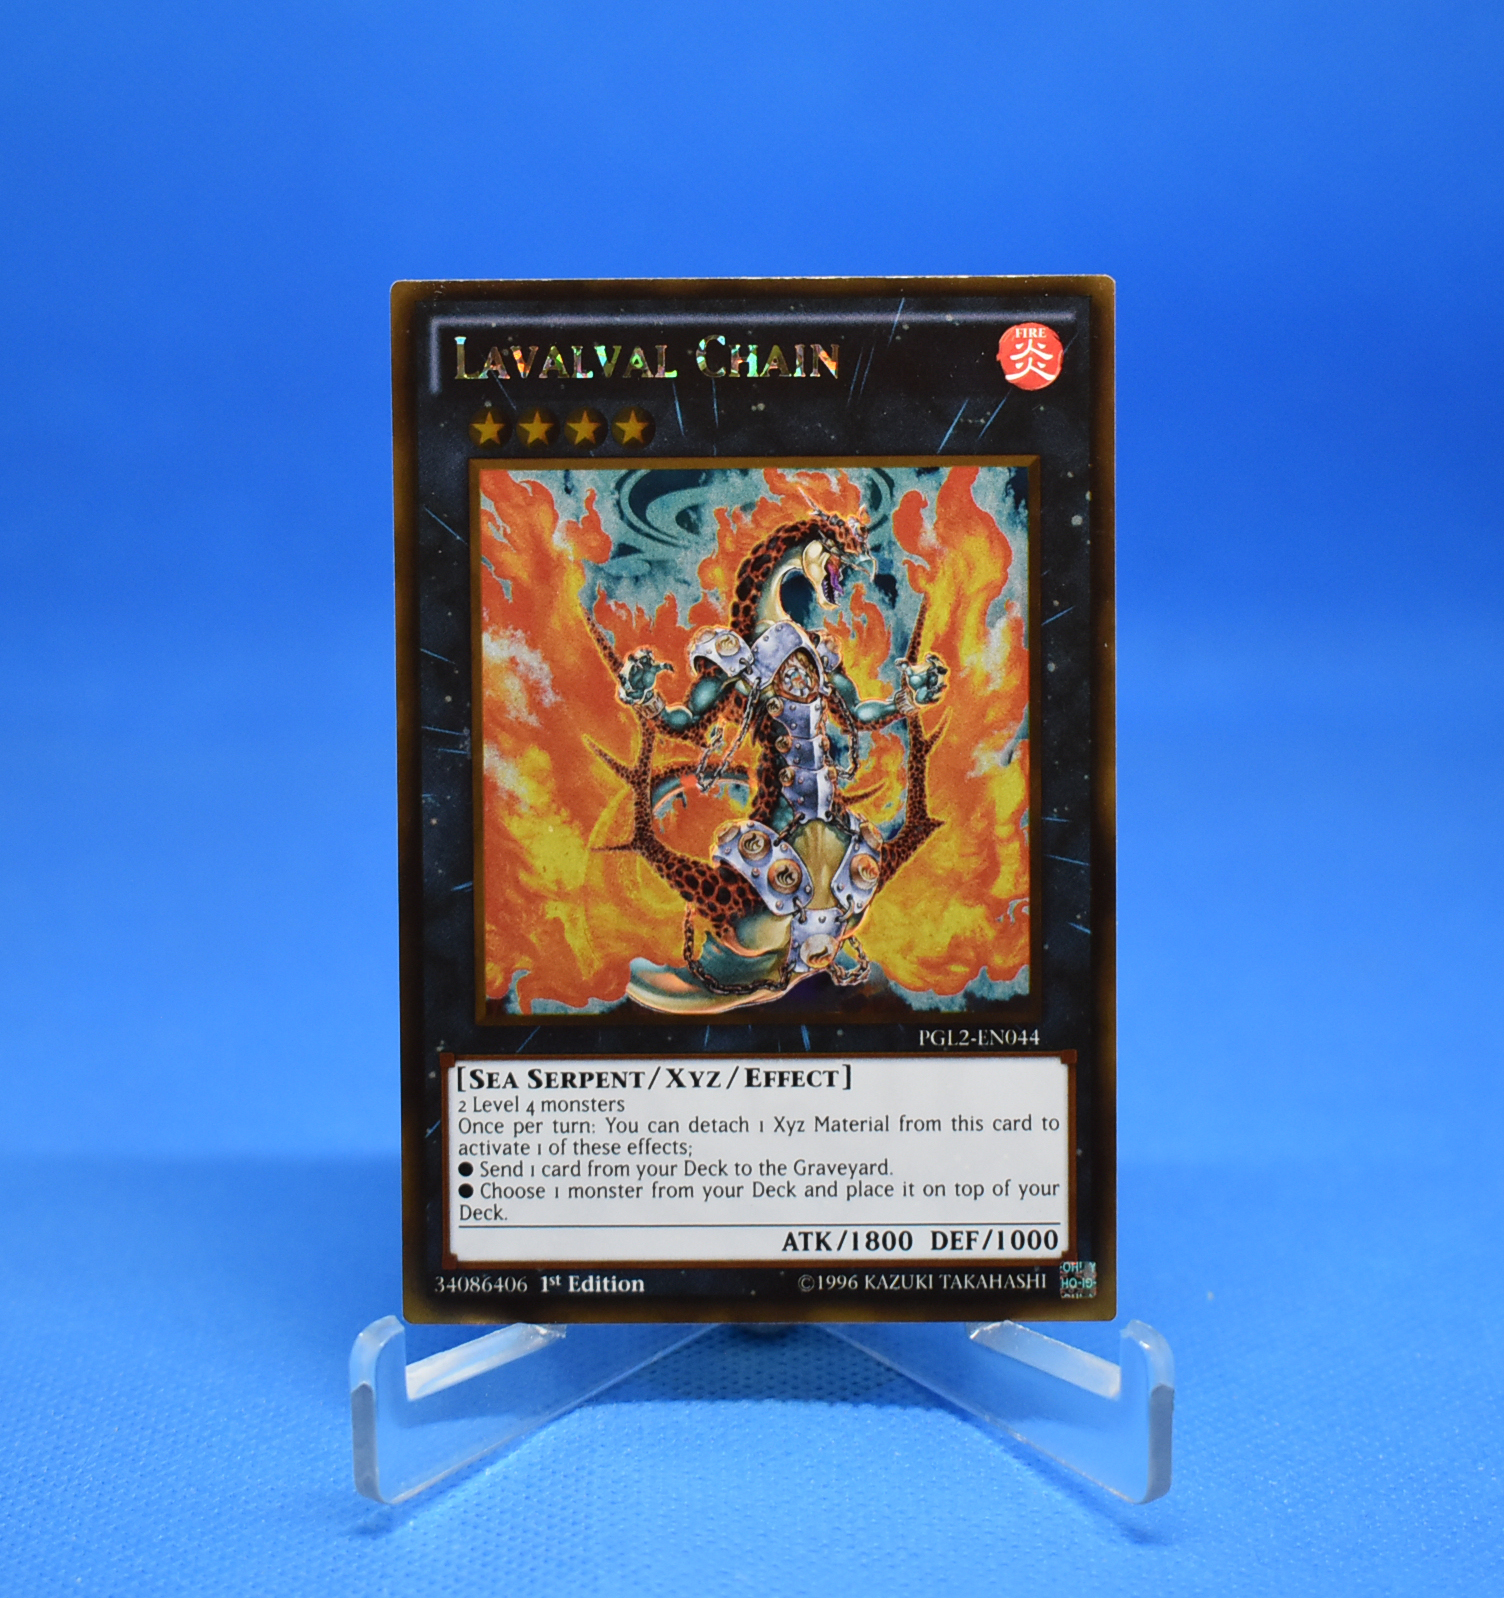 LAVALVAL CHAIN
FIRE
炎
PGL2-EN044
[SEA SERPENT/XYZ/EFFECT]
2 Level 4 monsters
Once per turn: You can detach 1 Xyz Material from this card to
activate 1 of these effects;
● Send 1 card from your Deck to the Graveyard.
● Choose 1 monster from your Deck and place it on top of your
Deck.
ATK/1800 DEF/1000
34086406 1st Edition
©1996 KAZUKI TAKAHASHI